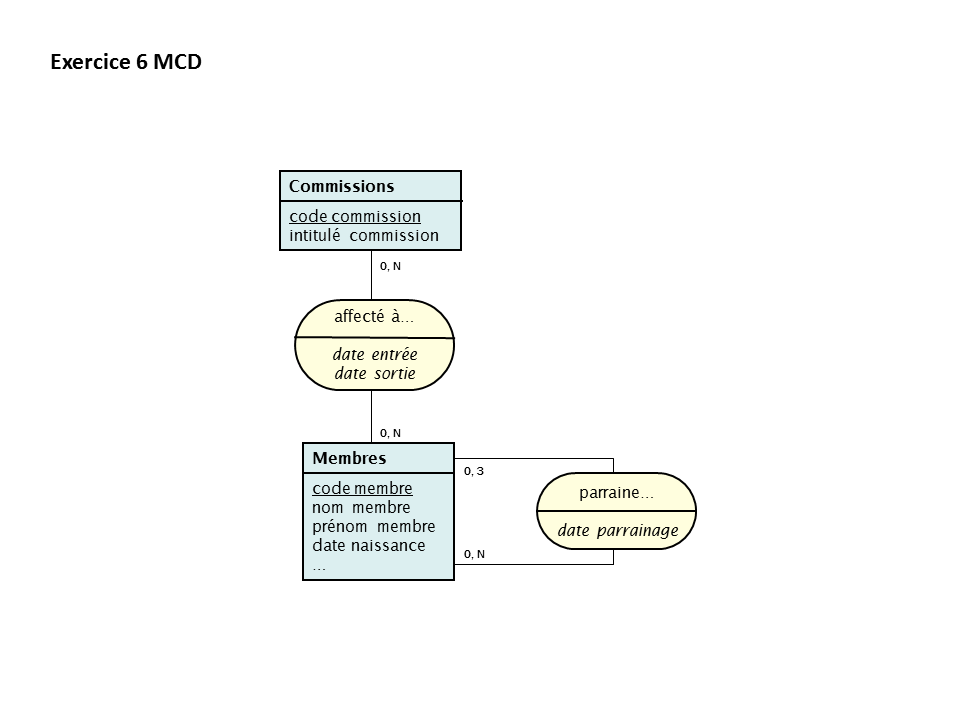 Exercice 6 MCD
Commissions
code commission
intitulé commission
0, N
affecté à...
date entrée
date sortie
0, N
Membres
code membre
nom membre
prénom membre
date naissance
...
0, 3
parraine...
date parrainage
0, N